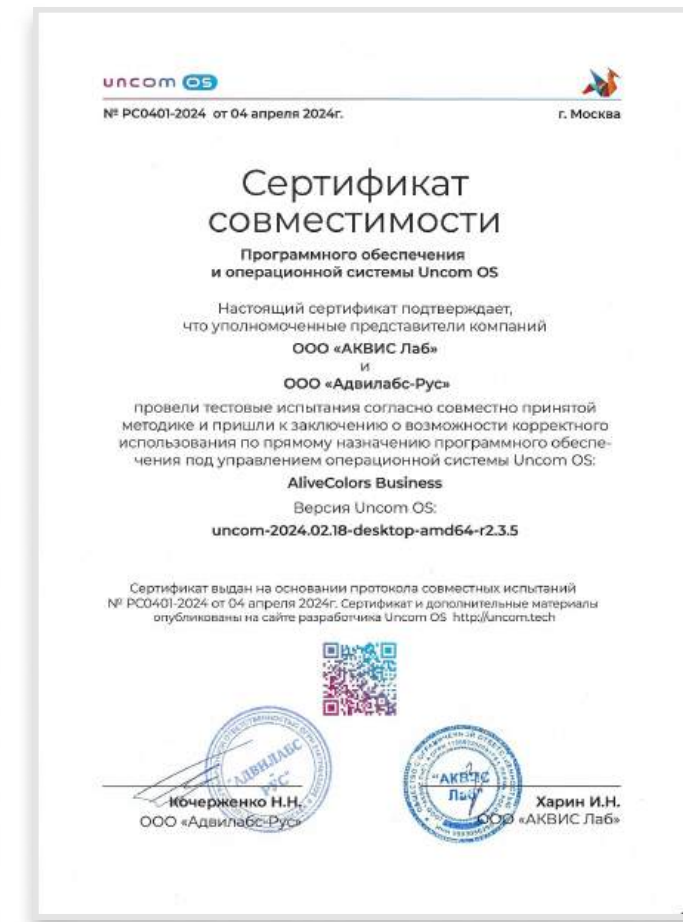 uncom OS
№ РС0401-2024 от 04 апреля 2024г.
г. Москва
Сертификат
совместимости
Программного обеспечения
и операционной системы Uncom OS
Настоящий сертификат подтверждает,
что уполномоченные представители компаний
ООО «АКВИС Лаб»
и
ООО «Адвилабс-Рус»
провели тестовые испытания согласно совместно принятой
методике и пришли к заключению о возможности корректного
использования по прямому назначению программного обеспе-
чения под управлением операционной системы Uncom OS:
AliveColors Business
Версия Uncom OS:
uncom-2024.02.18-desktop-amd64-r2.3.5
Сертификат выдан на основании протокола совместных испытаний
№ РС0401-2024 от 04 апреля 2024г. Сертификат и дополнительные материалы
опубликованы на сайте разработчика Uncom OS http://uncom.tech
"АДВИЛАБС
РУС"
"АКВИС
Лаб"
Кочерженко Н.Н.
ООО «Адвилабс-Рус»
Харин И.Н.
ООО «АКВИС Лаб»